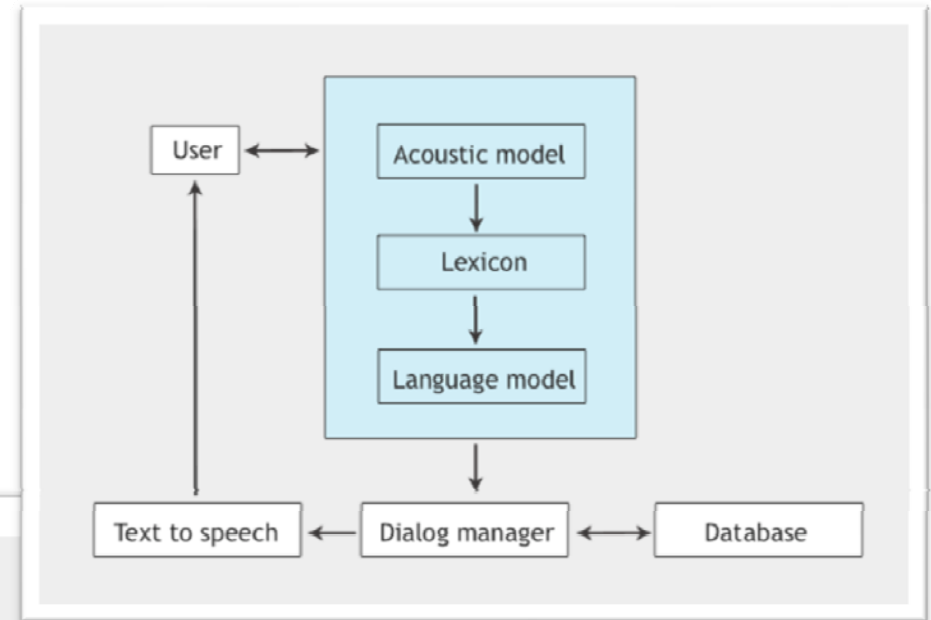 User
Acoustic model
Lexicon
Language model
Text to speech
Dialog manager
Database